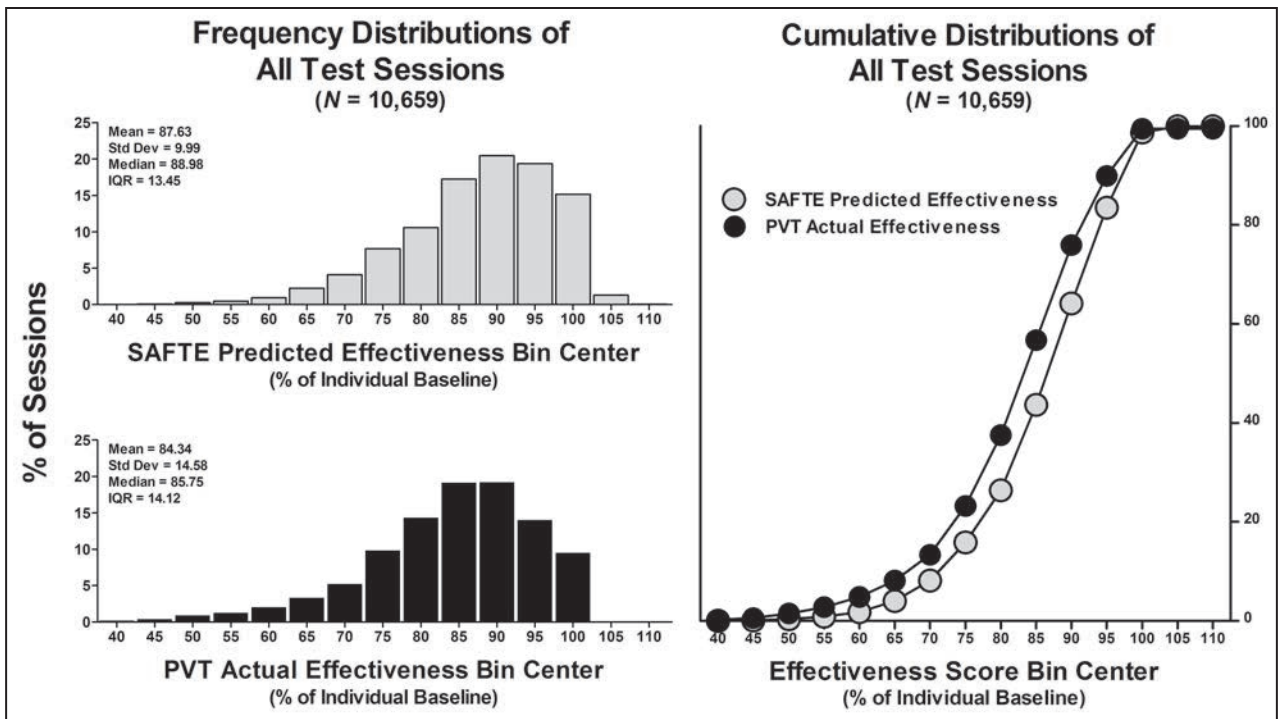 Frequency Distributions of
All Test Sessions
(N = 10,659)
% of Sessions
25
20
15
10
5
0
Mean = 87.63
Std Dev = 9.99
Median = 88.98
IQR = 13.45
40 45 50 55 60 65 70 75 80 85 90 95 100 105 110
SAFTE Predicted Effectiveness Bin Center
(% of Individual Baseline)
25
20
15
10
5
0
Mean = 84.34
Std Dev = 14.58
Median = 85.75
IQR = 14.12
40 45 50 55 60 65 70 75 80 85 90 95 100 105 110
PVT Actual Effectiveness Bin Center
(% of Individual Baseline)
Cumulative Distributions of
All Test Sessions
(N = 10,659)
SAFTE Predicted Effectiveness
PVT Actual Effectiveness
100
80
60
40
20
0
40 45 50 55 60 65 70 75 80 85 90 95 100 105 110
Effectiveness Score Bin Center
(% of Individual Baseline)